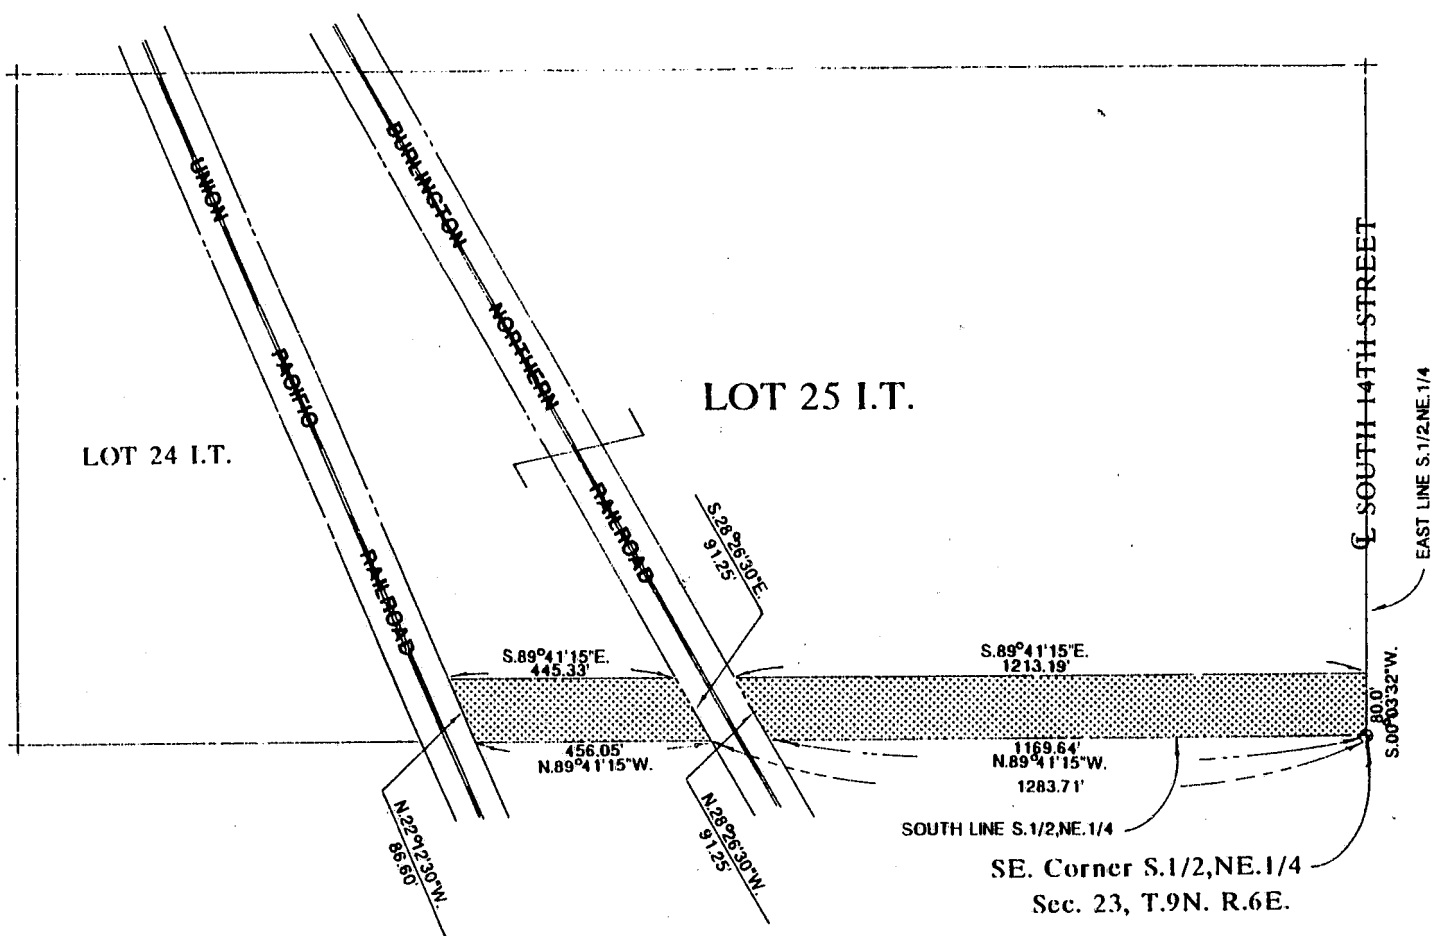 UNION
PACIFIC
RAILROAD
BURLINGTON
NORTHERN
RAILROAD
LOT 24 I.T.
LOT 25 I.T.
℄ SOUTH 14TH STREET
EAST LINE S.1/2,NE.1/4
S.28°26'30"E.
91.25'
S.89°41'15"E.
445.33'
S.89°41'15"E.
1213.19'
80.0'
S.00°03'32"W.
456.05'
N.89°41'15"W.
1169.64'
N.89°41'15"W.
1283.71'
N.22°12'30"W.
86.60'
N.28°26'30"W.
91.25'
SOUTH LINE S.1/2,NE.1/4
SE. Corner S.1/2,NE.1/4
Sec. 23, T.9N. R.6E.